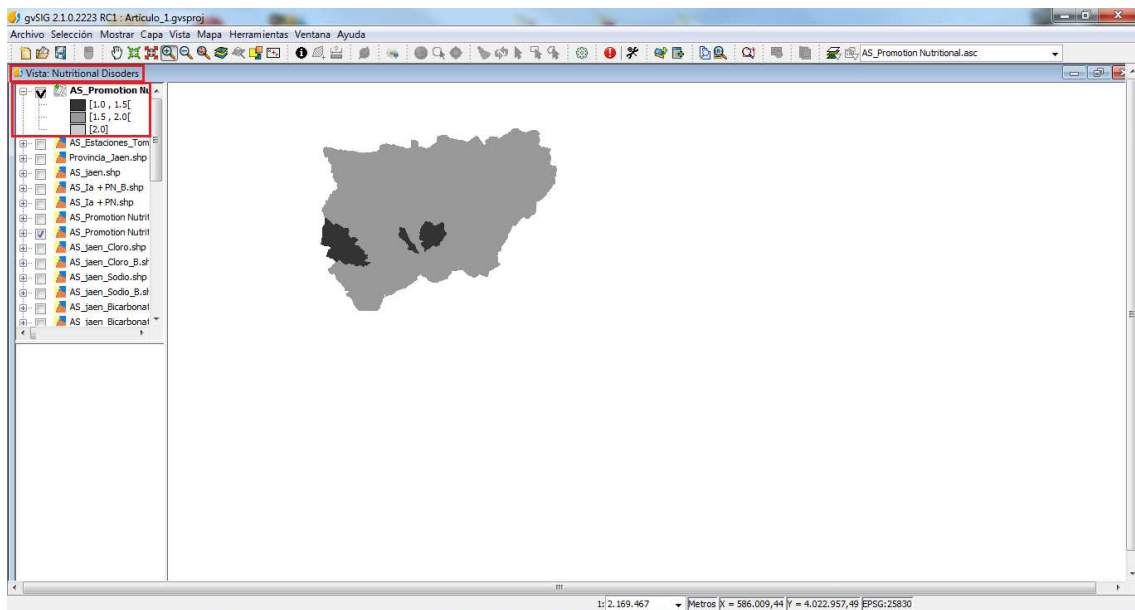 gvSIG 2.1.0.2223 RC1 : Artículo_1.gvsproj
Archivo Selección Mostrar Capa Vista Mapa Herramientas Ventana Ayuda
AS_Promotion Nutritional.asc
Vista: Nutritional Disoders
AS_Promotion Nu
[1.0 , 1.5[
[1.5 , 2.0[
[2.0]
AS_Estaciones_Tom
Provincia_Jaen.shp
AS_jaen.shp
AS_Ia + PN_B.shp
AS_Ia + PN.shp
AS_Promotion Nutrit
AS_Promotion Nutrit
AS_jaen_Cloro.shp
AS_jaen_Cloro_B.sh
AS_jaen_Sodio.shp
AS_jaen_Sodio_B.sh
AS_jaen_Bicarbonat
AS_jaen_Bicarbonat
1: 2.169.467 Metros X = 586.009,44 Y = 4.022.957,49 EPSG:25830